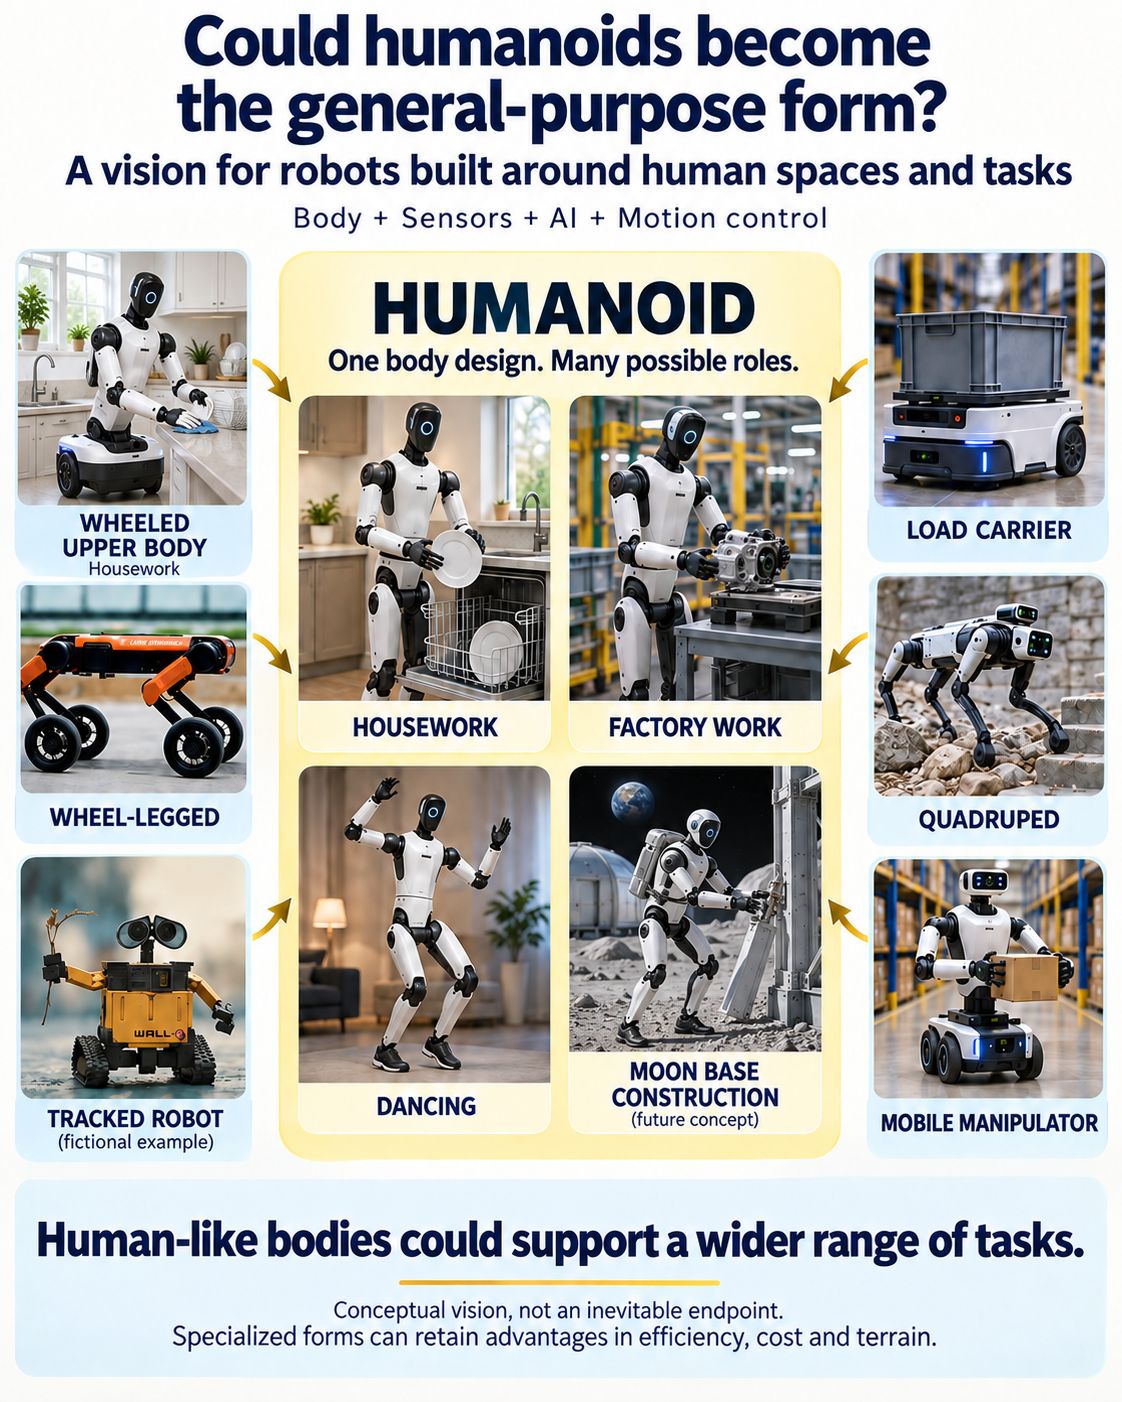 Could humanoids become
the general-purpose form?
A vision for robots built around human spaces and tasks
Body + Sensors + AI + Motion control
WHEELED
UPPER BODY
Housework
WHEEL-LEGGED
WALL-E
TRACKED ROBOT
(fictional example)
HUMANOID
One body design. Many possible roles.
HOUSEWORK
FACTORY WORK
DANCING
MOON BASE
CONSTRUCTION
(future concept)
LOAD CARRIER
QUADRUPED
MOBILE MANIPULATOR
Human-like bodies could support a wider range of tasks.
Conceptual vision, not an inevitable endpoint.
Specialized forms can retain advantages in efficiency, cost and terrain.